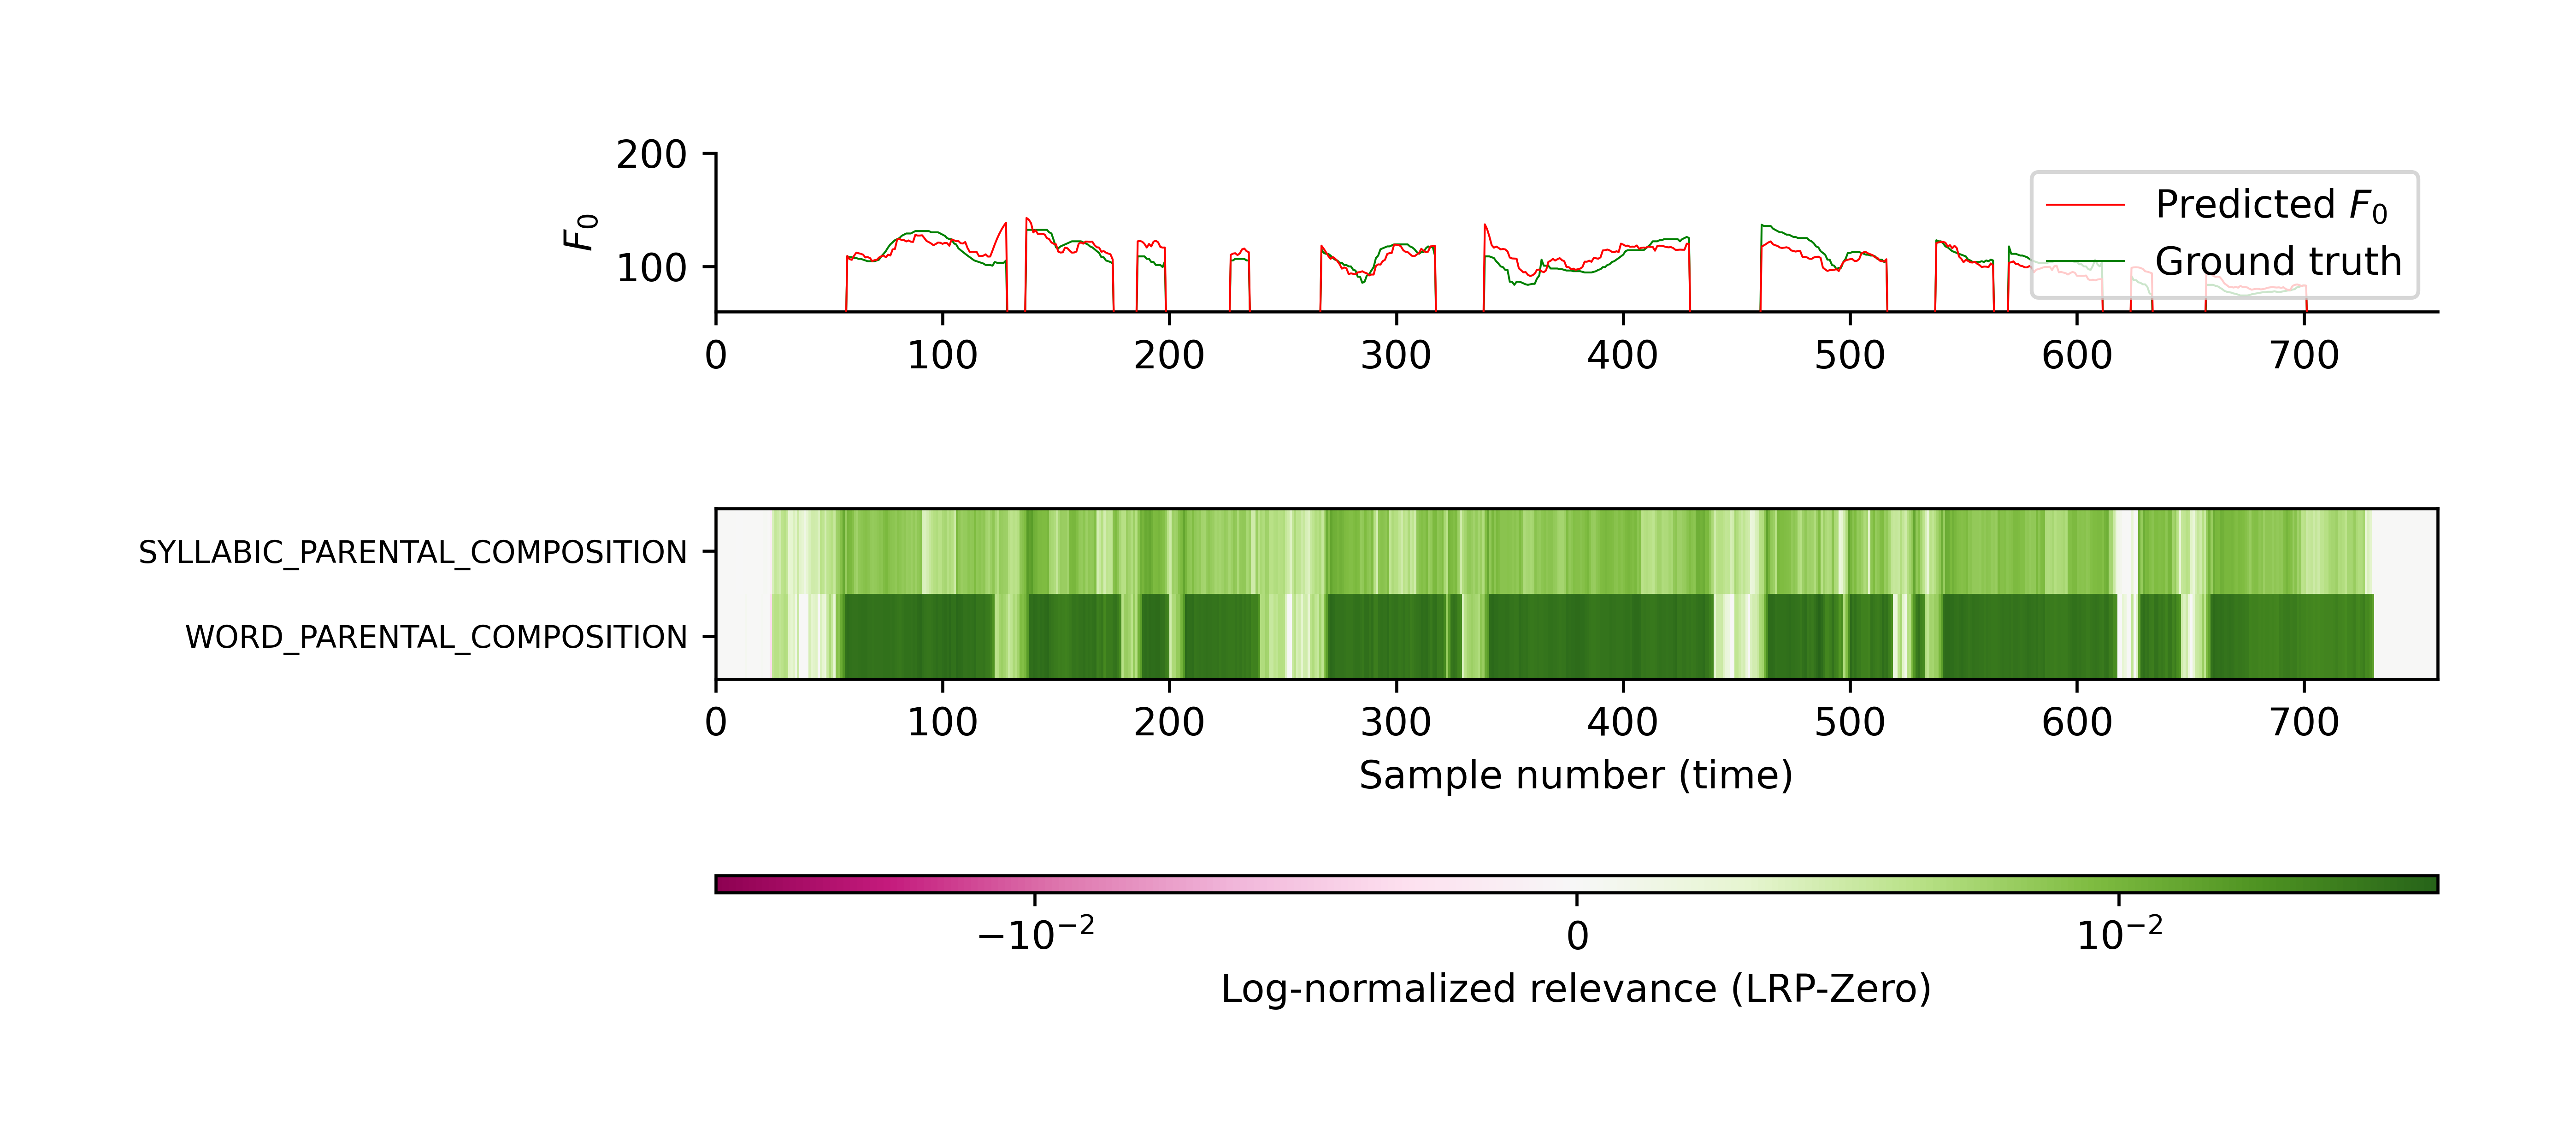 200
100
F₀
Predicted F₀
Ground truth
0 100 200 300 400 500 600 700
SYLLABIC_PARENTAL_COMPOSITION
WORD_PARENTAL_COMPOSITION
0 100 200 300 400 500 600 700
Sample number (time)
−10⁻² 0 10⁻²
Log-normalized relevance (LRP-Zero)